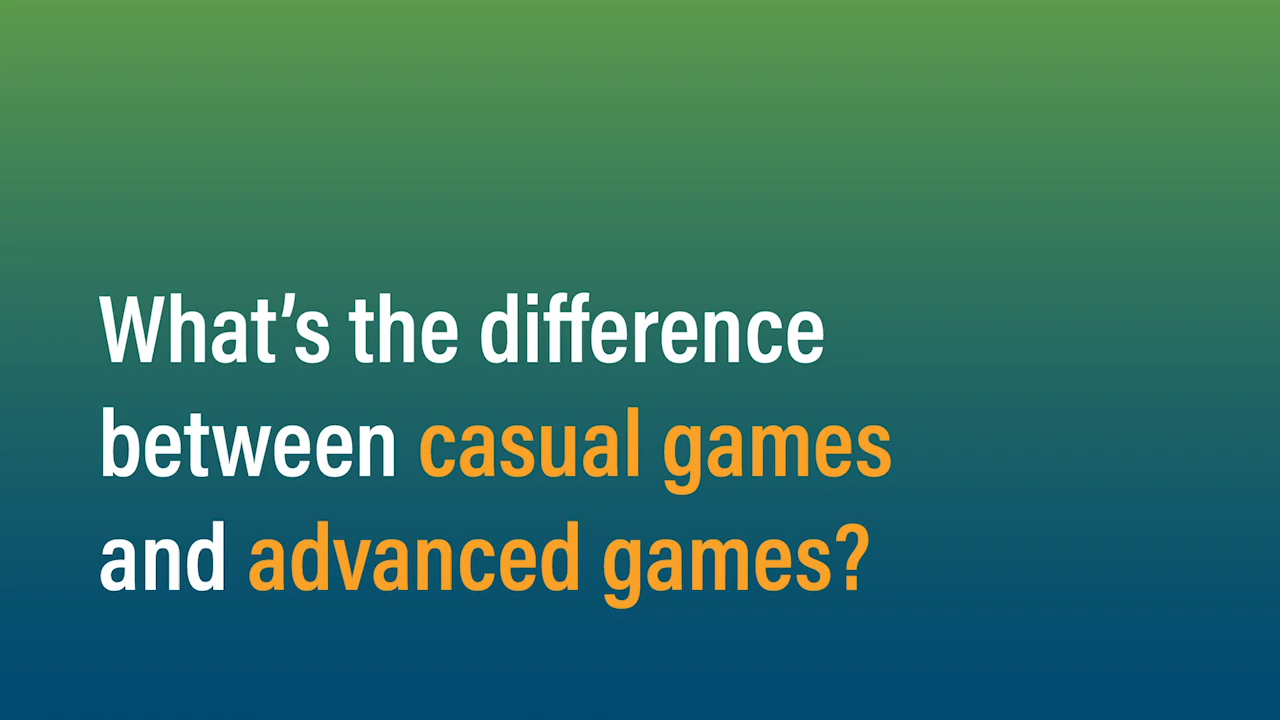 What’s the difference
between casual games
and advanced games?